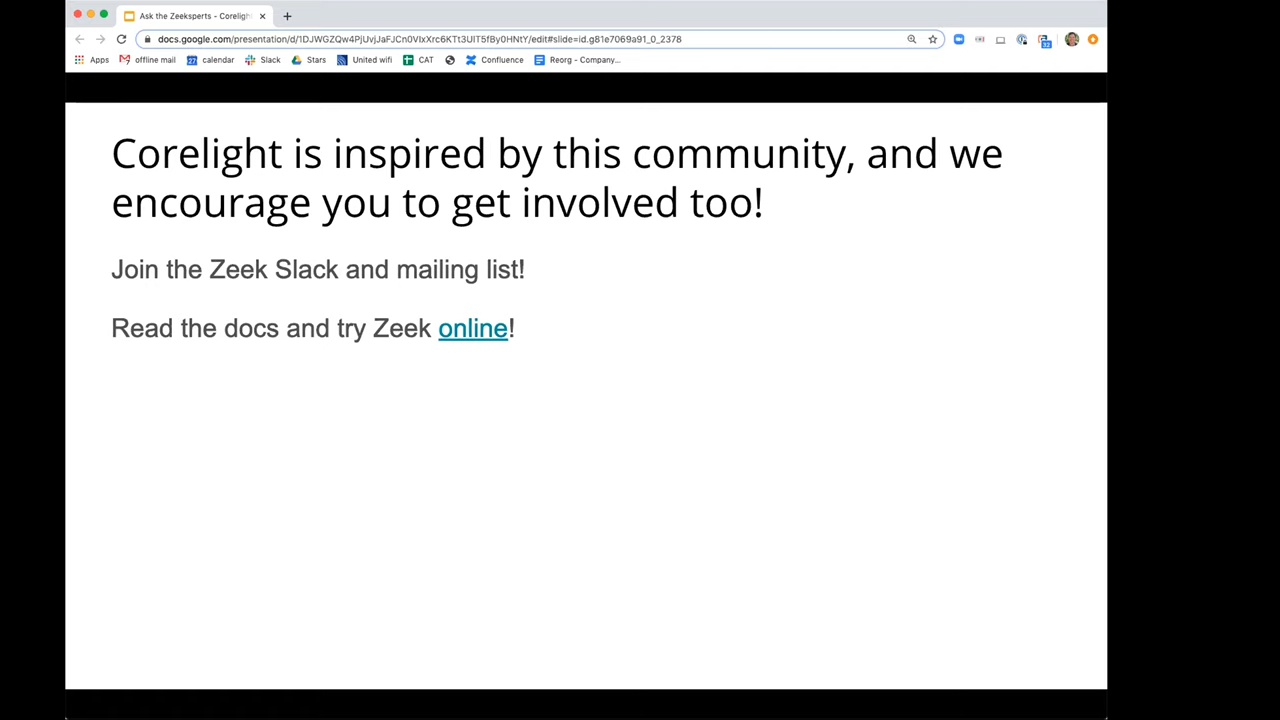 Ask the Zeeksperts - Corelight
docs.google.com/presentation/d/1DJWGZQw4PjUvjJaFJCn0VIxXrc6KTt3UIT5fBy0HNtY/edit#slide=id.g81e7069a91_0_2378
Apps offline mail calendar Slack Stars United wifi CAT Confluence Reorg - Company...
Corelight is inspired by this community, and we
encourage you to get involved too!
Join the Zeek Slack and mailing list!
Read the docs and try Zeek online!